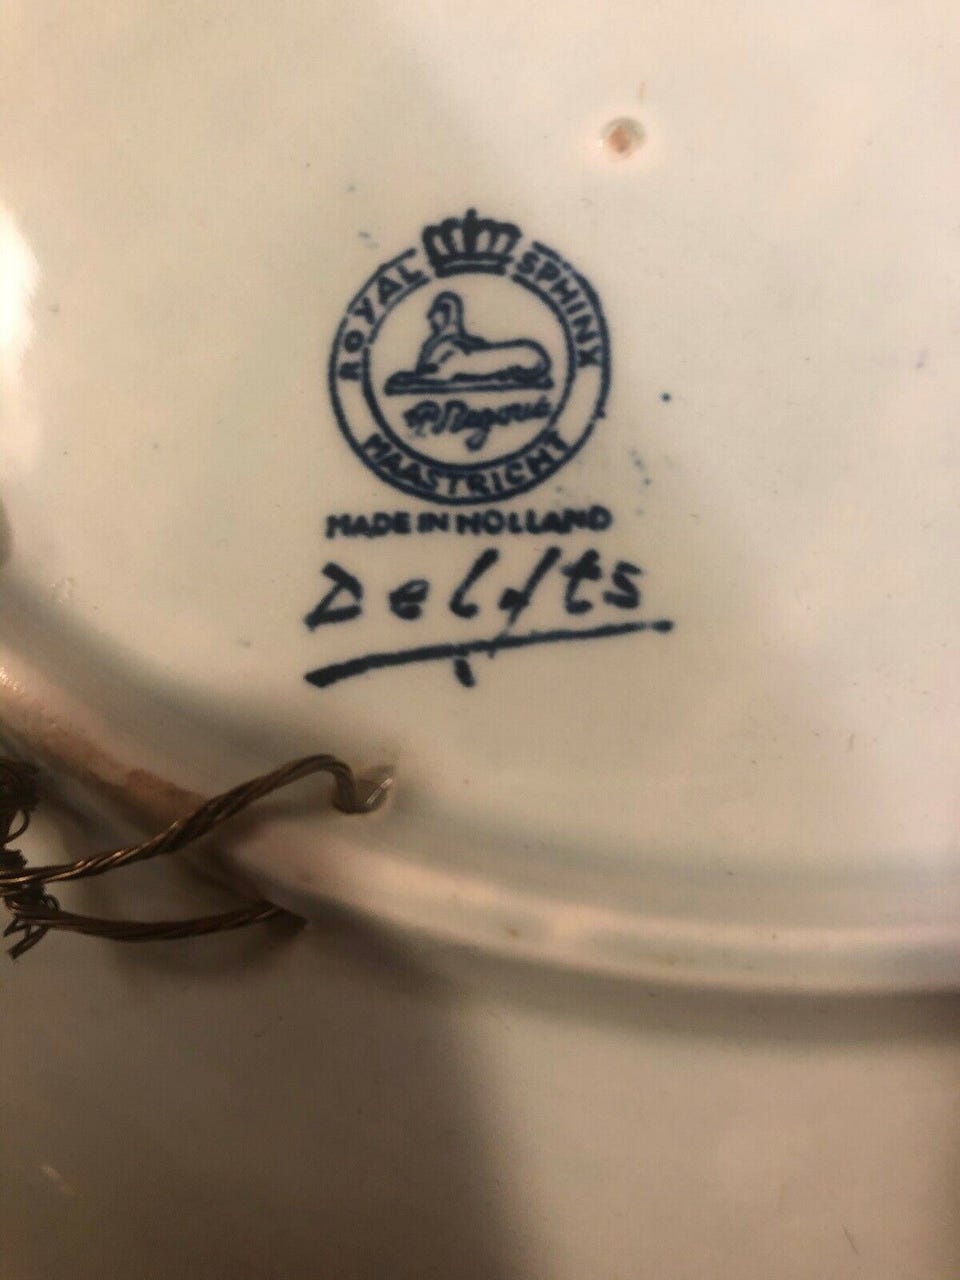 ROYAL SPHINX
P. Regout
MAASTRICHT
MADE IN HOLLAND
Delfts